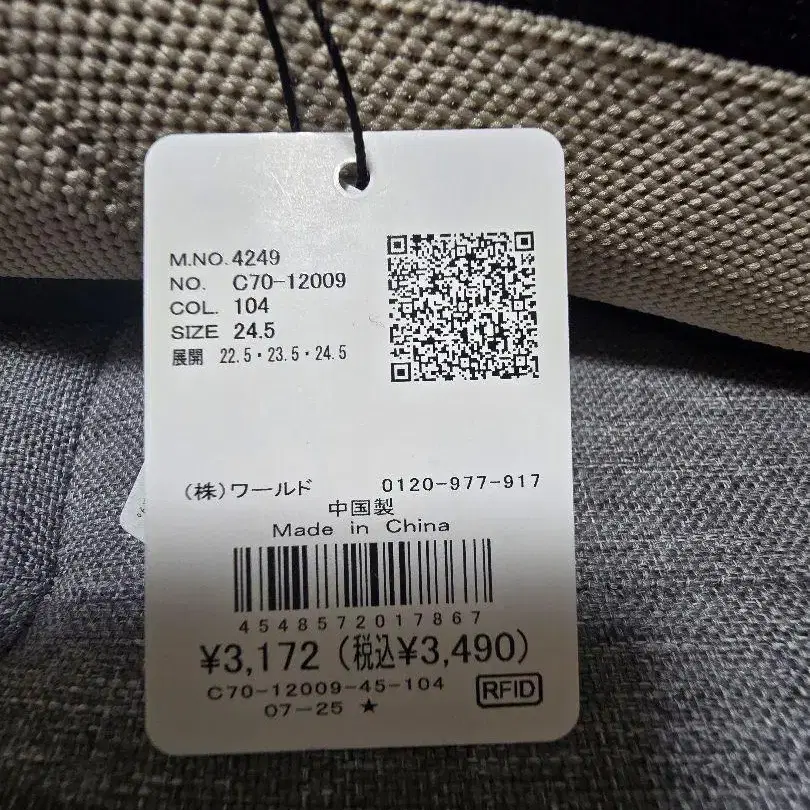 M.NO.4249
NO. C70-12009
COL. 104
SIZE 24.5
展開 22.5・23.5・24.5
(株)ワールド 0120-977-917
中国製
Made in China
4548572017867
¥3,172(税込¥3,490)
C70-12009-45-104
RFID
07-25 ★